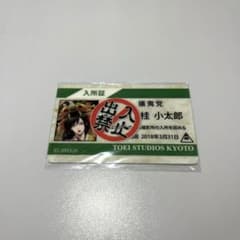 入所証
攘夷党
桂 小太郎
出入
禁止
2018年3月31日
TOEI STUDIOS KYOTO